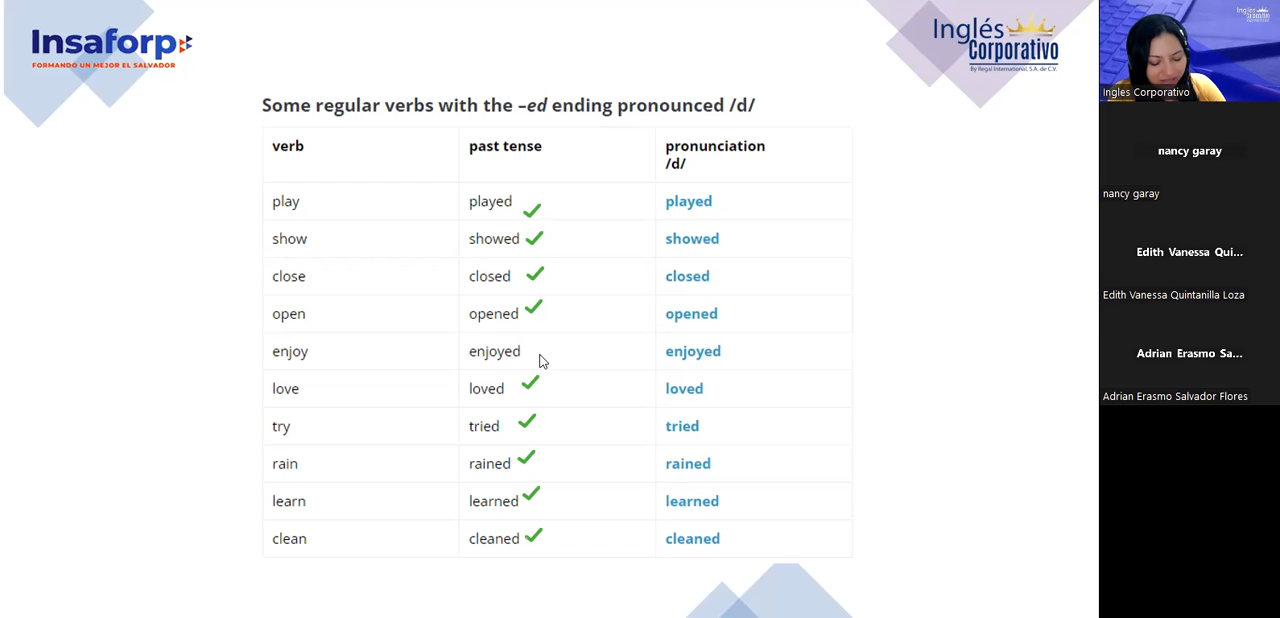 Insaforp
FORMANDO UN MEJOR EL SALVADOR
Inglés
Corporativo
By Regal International, S.A. de C.V.
Some regular verbs with the –ed ending pronounced /d/
verb past tense pronunciation /d/
play played played
show showed showed
close closed closed
open opened opened
enjoy enjoyed enjoyed
love loved loved
try tried tried
rain rained rained
learn learned learned
clean cleaned cleaned
Inglés
Corporativo
Ingles Corporativo
nancy garay
nancy garay
Edith Vanessa Qui...
Edith Vanessa Quintanilla Loza
Adrian Erasmo Sa...
Adrian Erasmo Salvador Flores